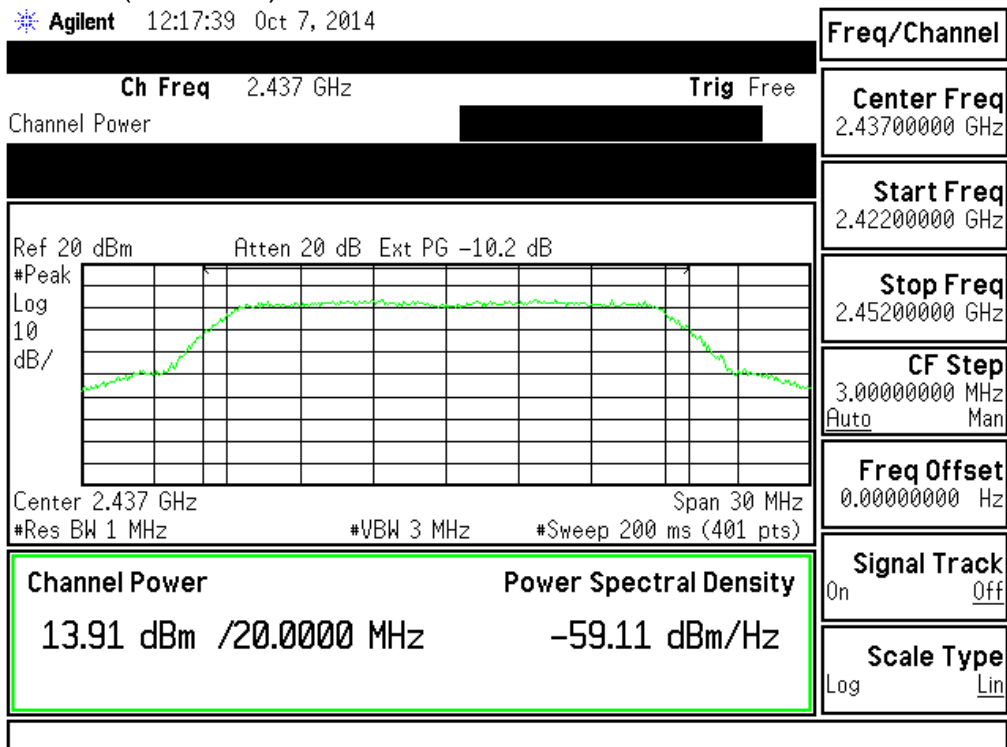 Agilent 12:17:39 Oct 7, 2014
Freq/Channel
Ch Freq 2.437 GHz Trig Free
Channel Power
Center Freq
2.43700000 GHz
Start Freq
2.42200000 GHz
Stop Freq
2.45200000 GHz
CF Step
3.00000000 MHz
Auto Man
Freq Offset
0.00000000 Hz
Signal Track
On Off
Scale Type
Log Lin
Ref 20 dBm Atten 20 dB Ext PG -10.2 dB
#Peak
Log
10
dB/
Center 2.437 GHz Span 30 MHz
#Res BW 1 MHz #VBW 3 MHz #Sweep 200 ms (401 pts)
Channel Power Power Spectral Density
13.91 dBm /20.0000 MHz -59.11 dBm/Hz